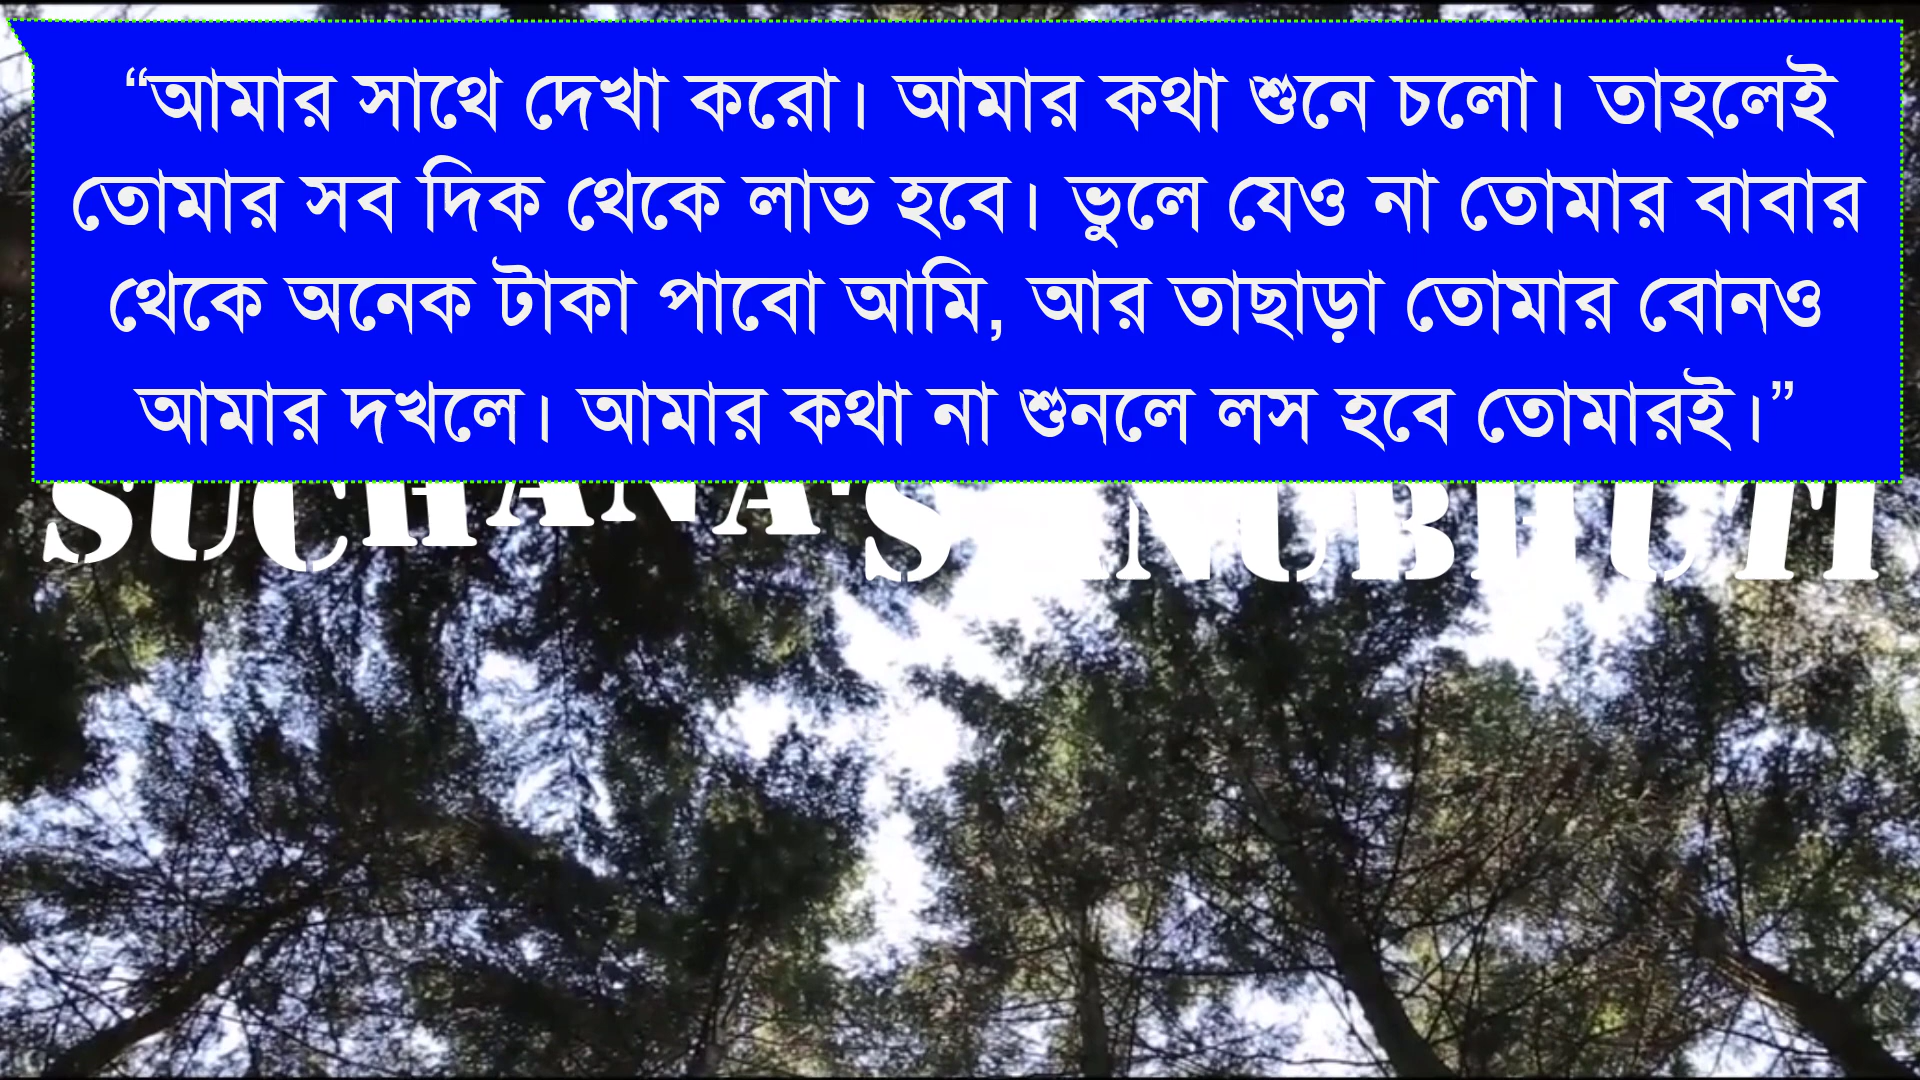 “আমার সাথে দেখা করো। আমার কথা শুনে চলো। তাহলেই
তোমার সব দিক থেকে লাভ হবে। ভুলে যেও না তোমার বাবার
থেকে অনেক টাকা পাবো আমি, আর তাছাড়া তোমার বোনও
আমার দখলে। আমার কথা না শুনলে লস হবে তোমারই।”
SUCHANA'S